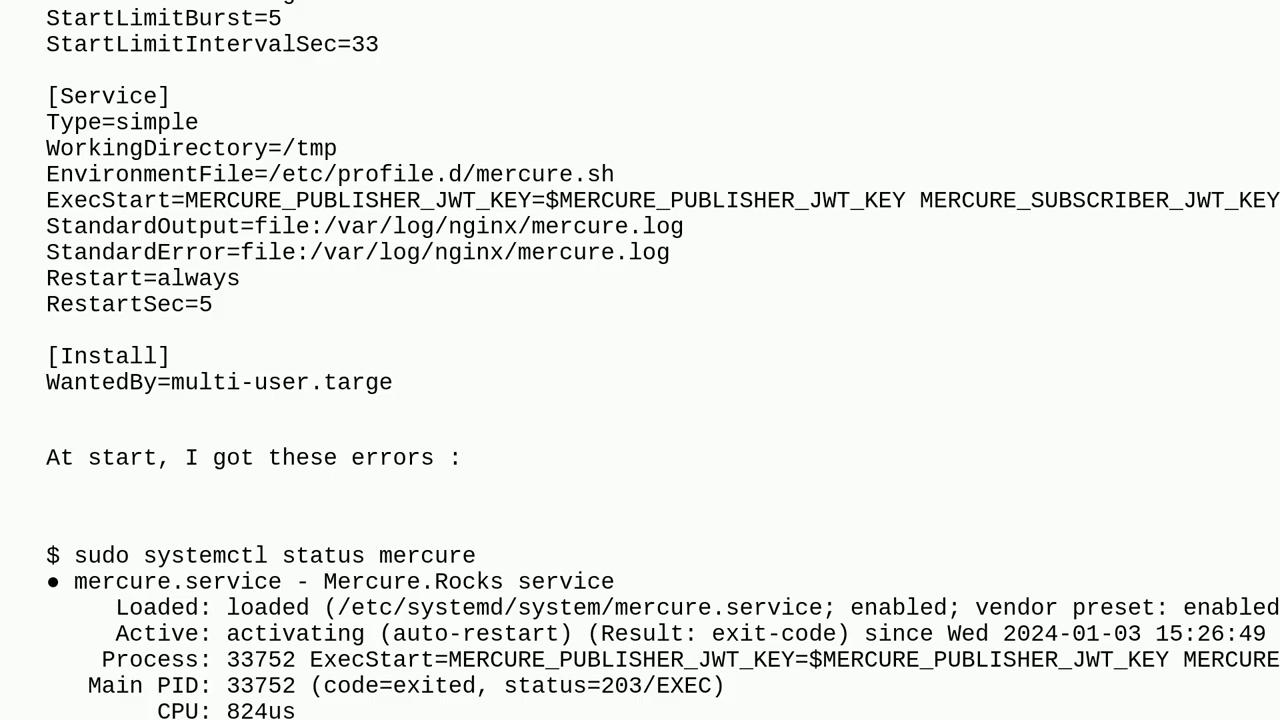 StartLimitBurst=5
StartLimitIntervalSec=33
[Service]
Type=simple
WorkingDirectory=/tmp
EnvironmentFile=/etc/profile.d/mercure.sh
ExecStart=MERCURE_PUBLISHER_JWT_KEY=$MERCURE_PUBLISHER_JWT_KEY MERCURE_SUBSCRIBER_JWT_KEY
StandardOutput=file:/var/log/nginx/mercure.log
StandardError=file:/var/log/nginx/mercure.log
Restart=always
RestartSec=5
[Install]
WantedBy=multi-user.targe
At start, I got these errors :
$ sudo systemctl status mercure
● mercure.service - Mercure.Rocks service
Loaded: loaded (/etc/systemd/system/mercure.service; enabled; vendor preset: enabled
Active: activating (auto-restart) (Result: exit-code) since Wed 2024-01-03 15:26:49
Process: 33752 ExecStart=MERCURE_PUBLISHER_JWT_KEY=$MERCURE_PUBLISHER_JWT_KEY MERCURE
Main PID: 33752 (code=exited, status=203/EXEC)
CPU: 824us